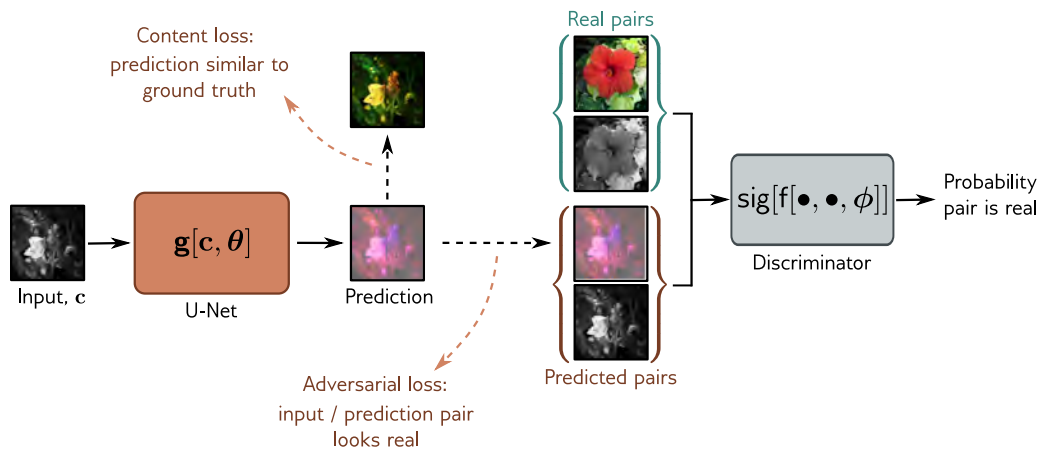 Content loss:
prediction similar to
ground truth
Real pairs
g[c, θ]
sig[f[•, •, ϕ]]
Probability
pair is real
Input, c
U-Net
Prediction
Discriminator
Adversarial loss:
input / prediction pair
looks real
Predicted pairs